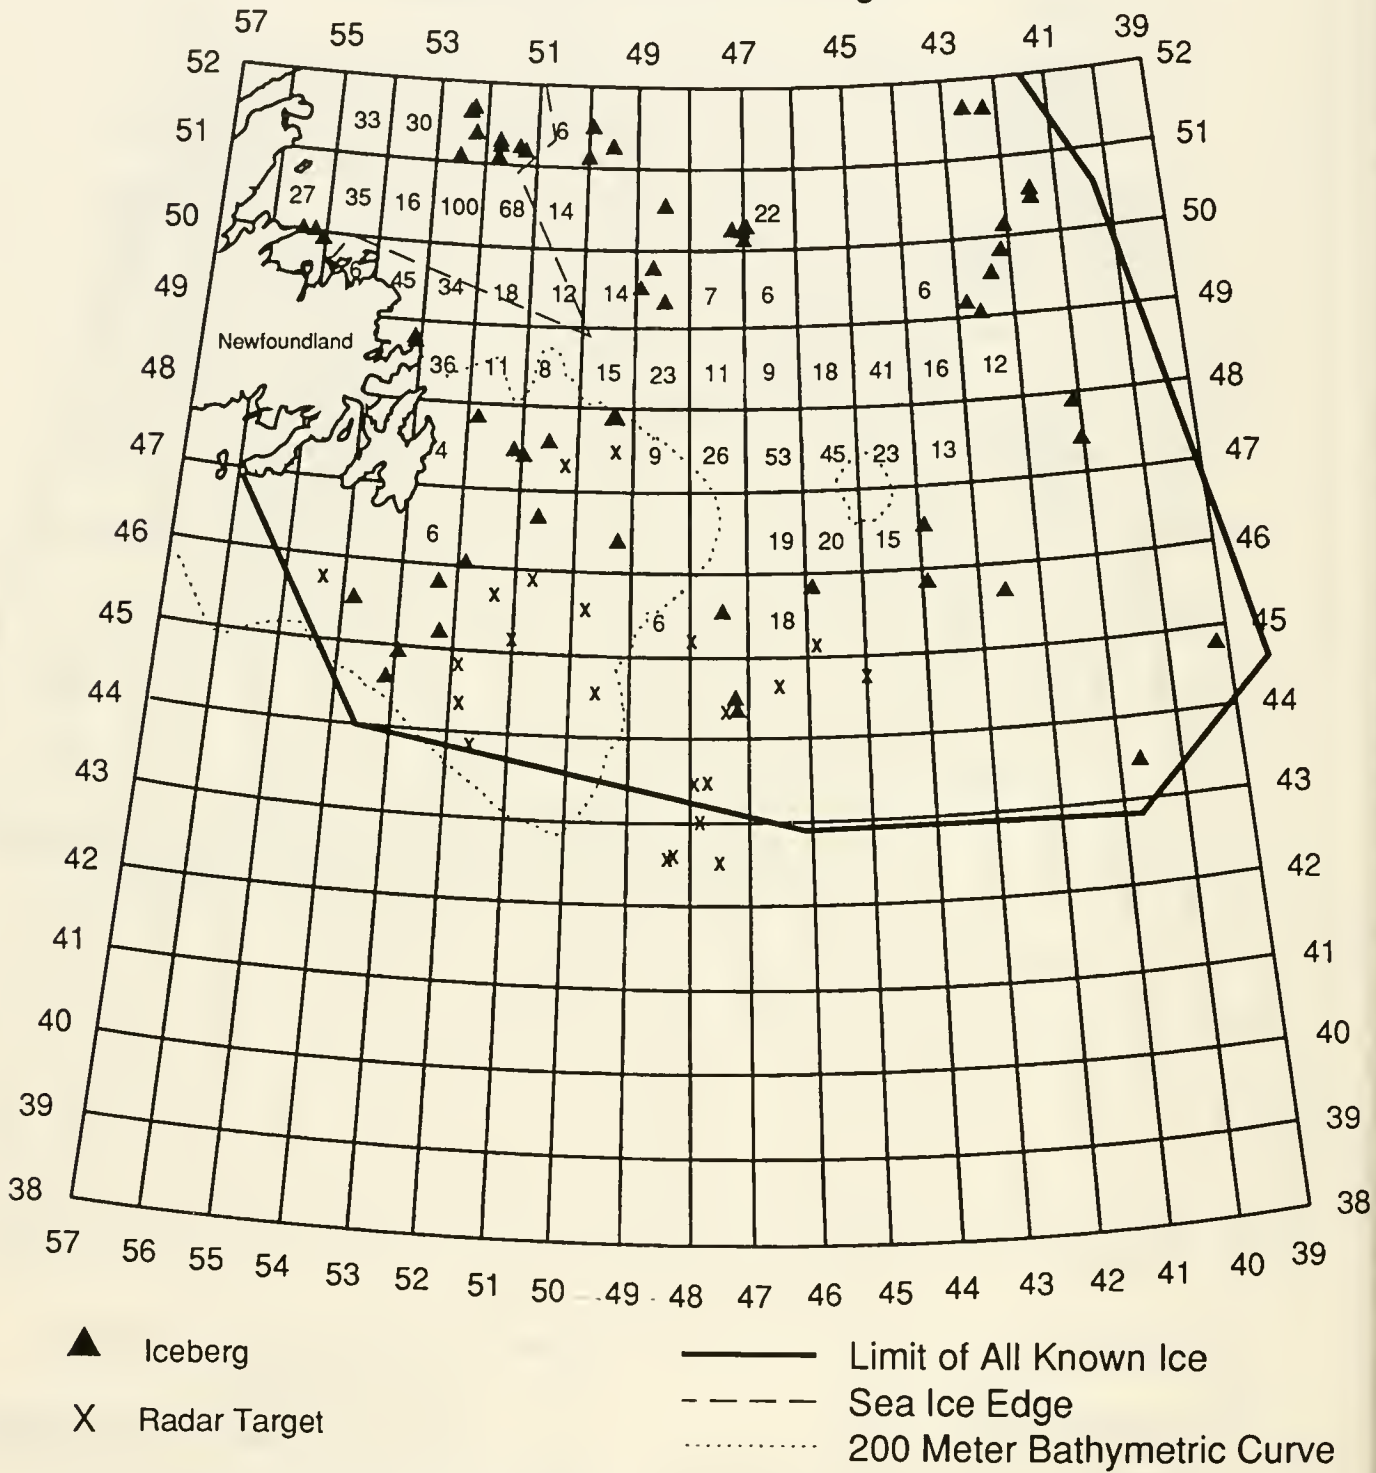 57 55 53 51 49 47 45 43 41 39
52 52
33 30 6
51 51
27 35 16 100 68 14 22
50 50
6 45 34 18 12 14 7 6 6
49 49
Newfoundland
36 11 8 15 23 11 9 18 41 16 12
48 48
4 9 26 53 45 23 13
47 47
6 19 20 15
46 46
6 18
45 45
44 44
43 43
42 42
41 41
40 40
39 39
38 38
57 56 55 54 53 52 51 50 49 48 47 46 45 44 43 42 41 40 39
Iceberg
X Radar Target
Limit of All Known Ice
Sea Ice Edge
200 Meter Bathymetric Curve